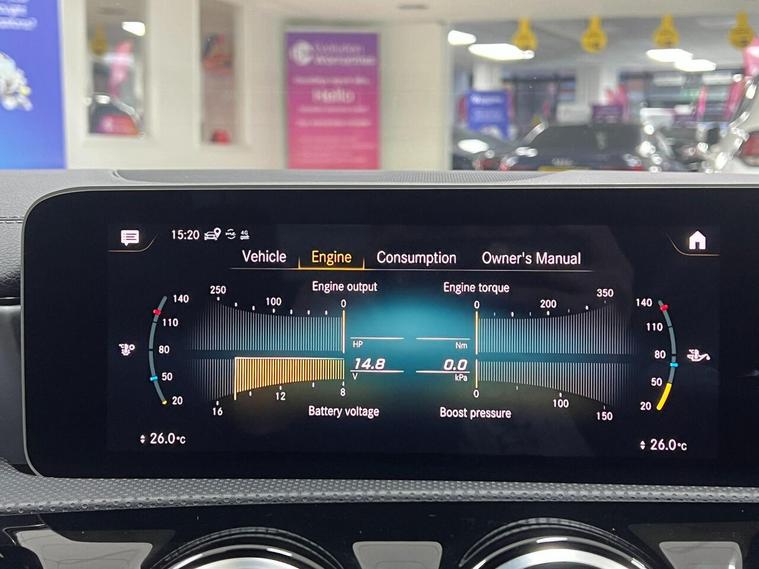 Hello
15:20 4G
Vehicle Engine Consumption Owner's Manual
Engine output Engine torque
250 100 0 0 200 350
140 140
110 110
80 80
50 50
20 20
HP Nm
14.8 0.0
V kPa
16 12 8 0 100 150
Battery voltage Boost pressure
26.0°C 26.0°C